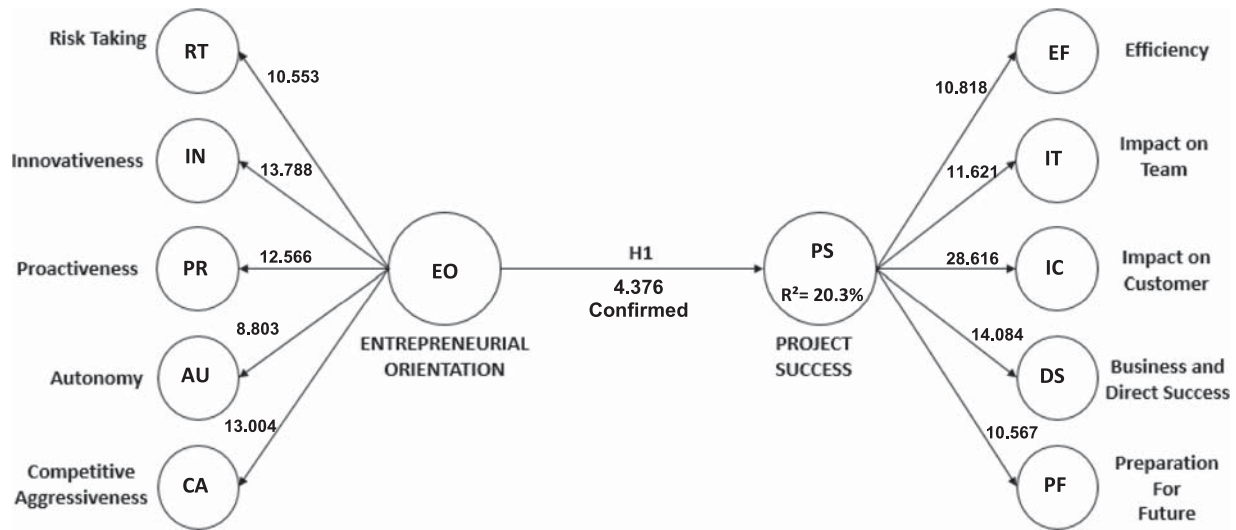 Risk Taking
RT
10.553
Innovativeness
IN
13.788
Proactiveness
PR
12.566
Autonomy
AU
8.803
Competitive
Aggressiveness
CA
13.004
EO
ENTREPRENEURIAL
ORIENTATION
H1
4.376
Confirmed
PS
R²= 20.3%
PROJECT
SUCCESS
10.818
EF
Efficiency
11.621
IT
Impact on
Team
28.616
IC
Impact on
Customer
14.084
DS
Business and
Direct Success
10.567
PF
Preparation
For
Future